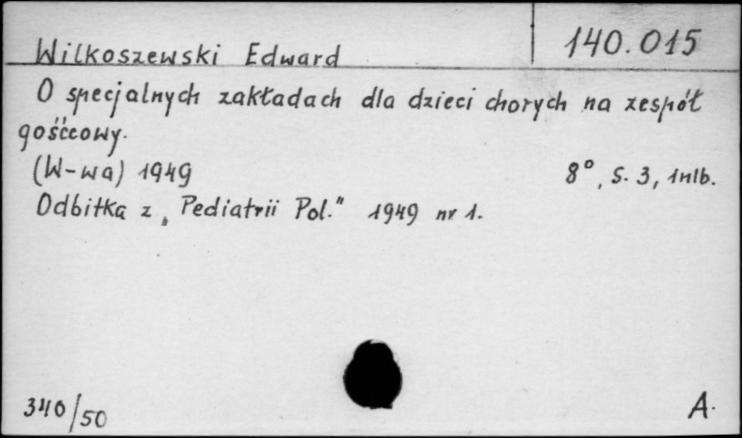 Wilkoszewski Edward
140.015
O specjalnych zakładach dla dzieci chorych na zespół
gośćcowy.
(W-wa) 1949
8°, S. 3, 1nlb.
Odbitka z „Pediatrii Pol." 1949 nr 1.
340/50
A.